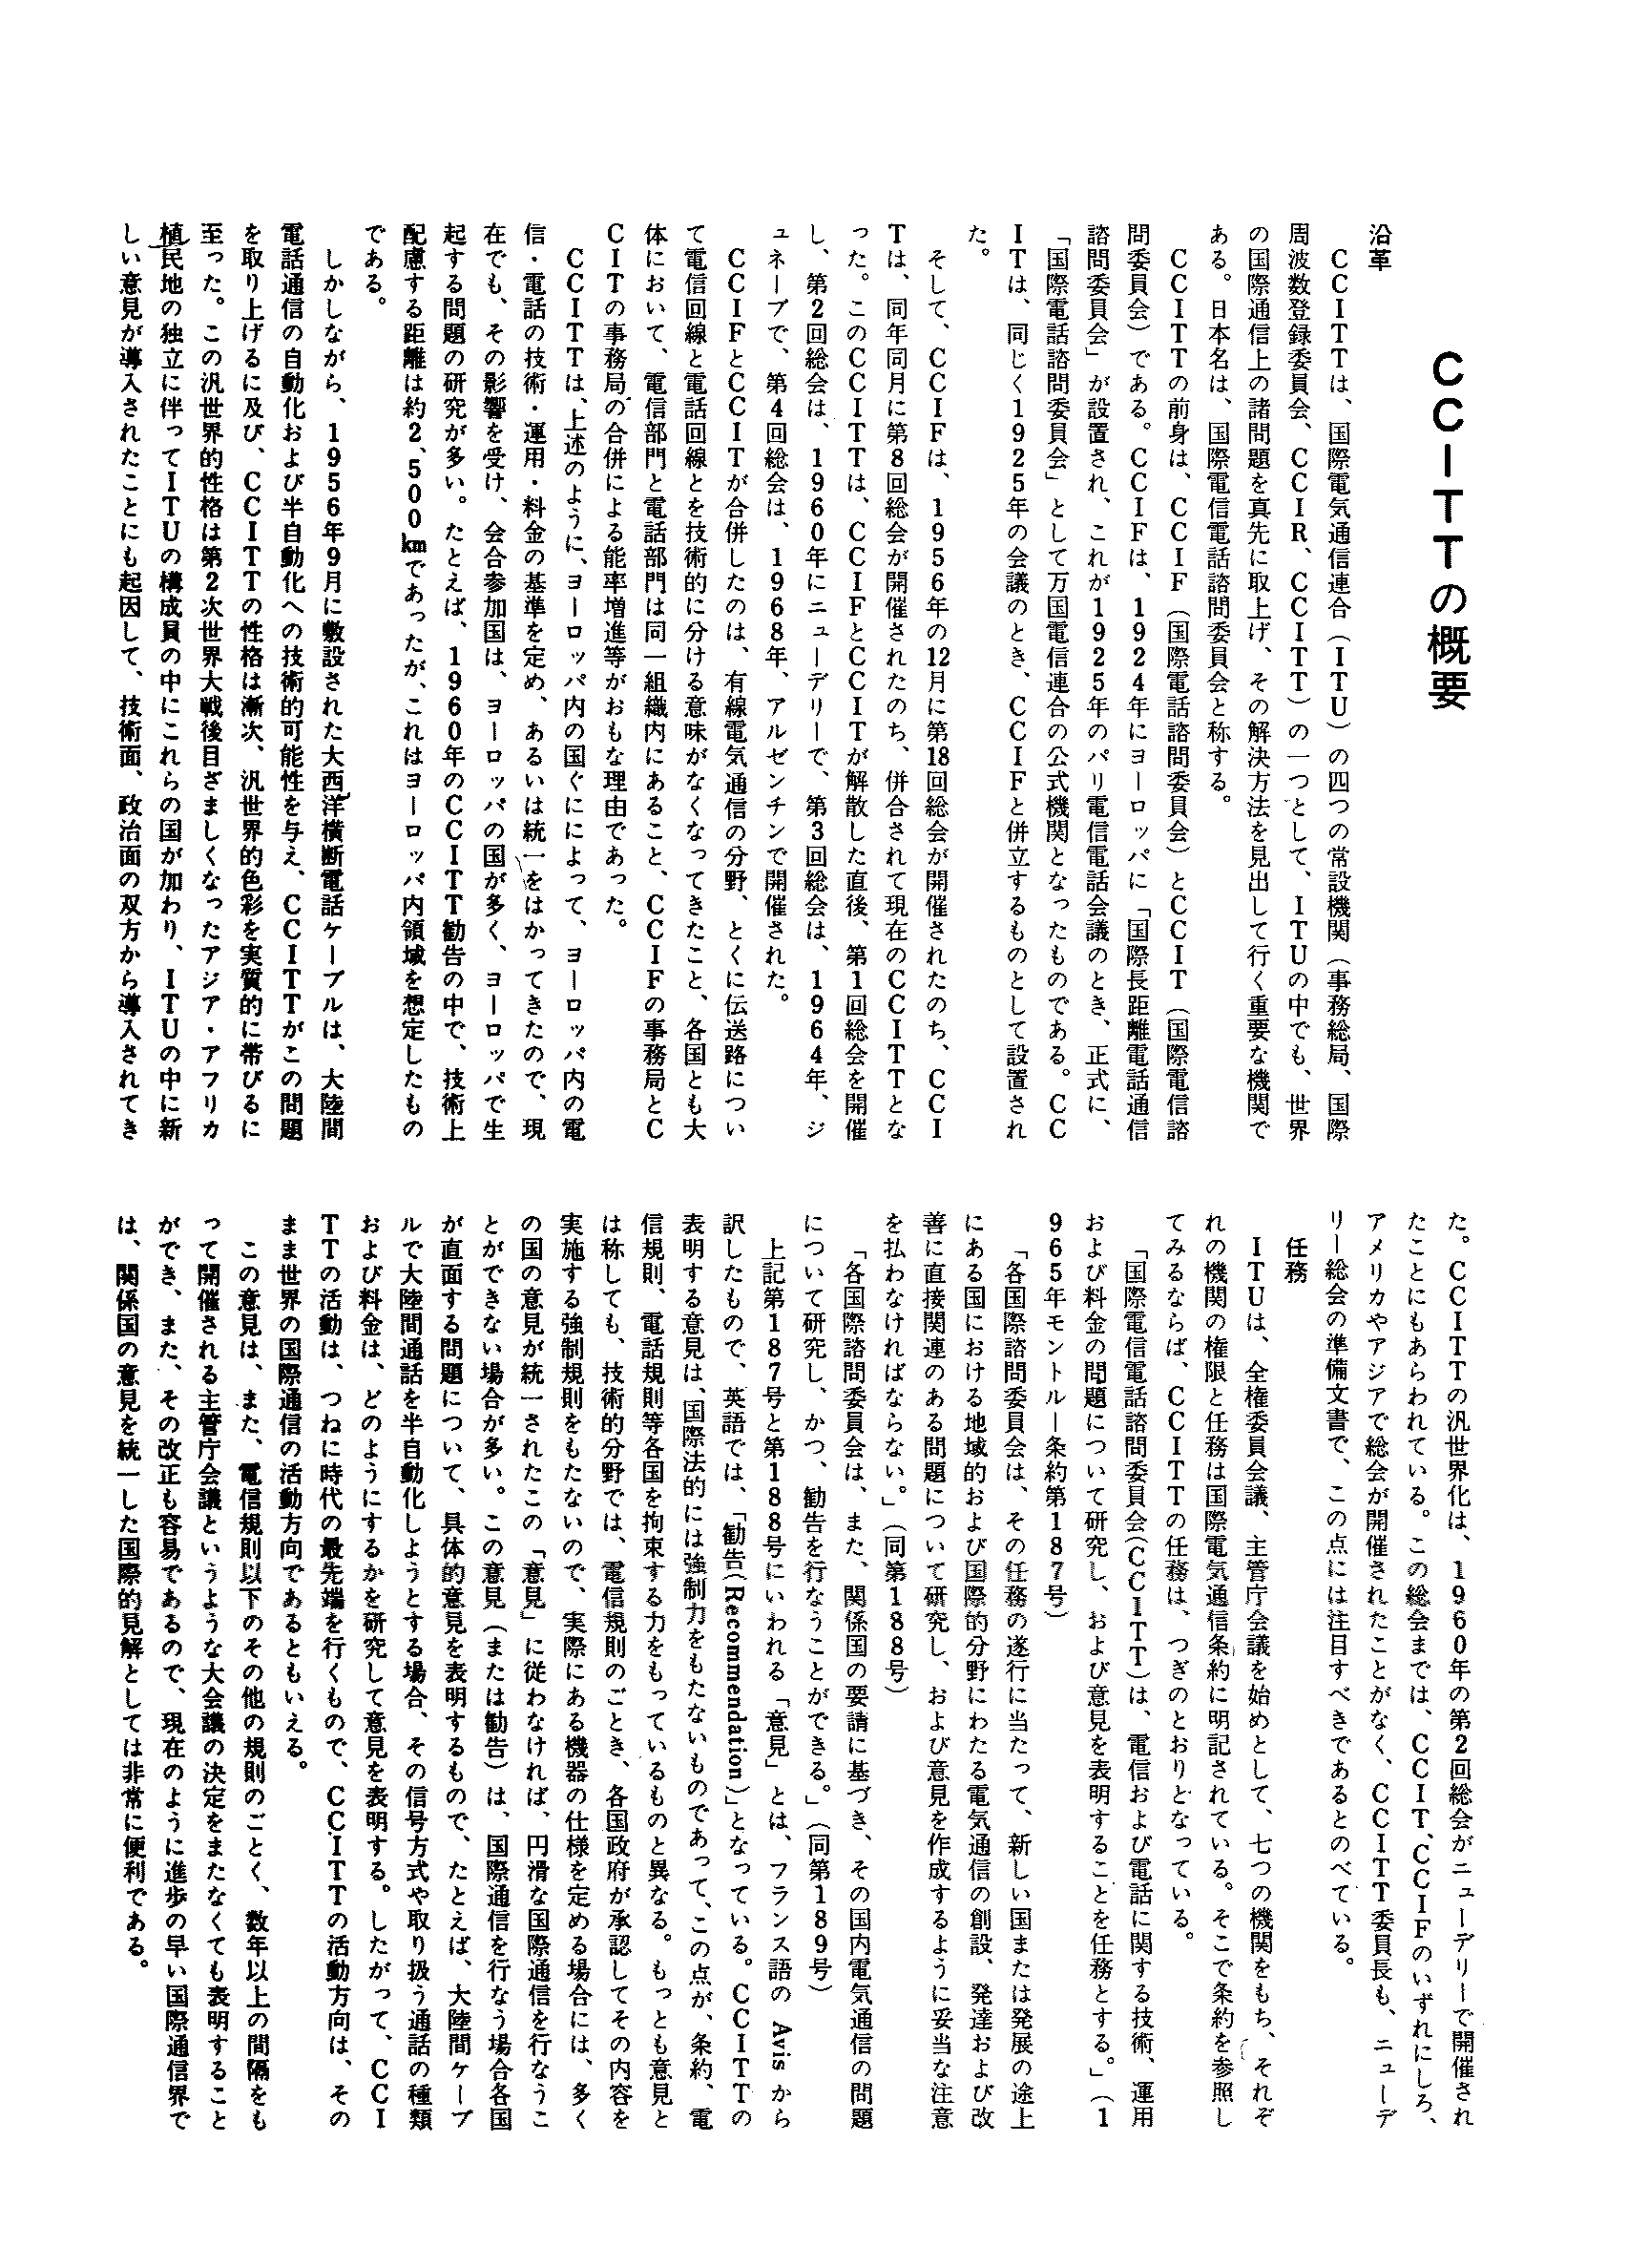 CCITTの概要
沿革
CCITTは、国際電気通信連合（ITU）の四つの常設機関（事務総局、国際
周波数登録委員会、CCIR、CCITT）の一つとして、ITUの中でも、世界
の国際通信上の諸問題を真先に取上げ、その解決方法を見出して行く重要な機関で
ある。日本名は、国際電信電話諮問委員会と称する。
CCITTの前身は、CCIF（国際電話諮問委員会）とCCIT（国際電信諮
問委員会）である。CCIFは、1924年にヨーロッパに「国際長距離電話通信
諮問委員会」が設置され、これが1925年のパリ電信電話会議のとき、正式に、
「国際電話諮問委員会」として万国電信連合の公式機関となったものである。CC
ITは、同じく1925年の会議のとき、CCIFと併立するものとして設置され
た。
そして、CCIFは、1956年の12月に第18回総会が開催されたのち、CCI
Tは、同年同月に第8回総会が開催されたのち、併合されて現在のCCITTとな
った。このCCITTは、CCIFとCCITが解散した直後、第1回総会を開催
し、第2回総会は、1960年にニューデリーで、第3回総会は、1964年、ジ
ュネーブで、第4回総会は、1968年、アルゼンチンで開催された。
CCIFとCCITが合併したのは、有線電気通信の分野、とくに伝送路につい
て電信回線と電話回線とを技術的に分ける意味がなくなってきたこと、各国とも大
体において、電信部門と電話部門は同一組織内にあること、CCIFの事務局とC
CITの事務局の合併による能率増進等がおもな理由であった。
CCITTは、上述のように、ヨーロッパ内の国ぐにによって、ヨーロッパ内の電
信・電話の技術・運用・料金の基準を定め、あるいは統一をはかってきたので、現
在でも、その影響を受け、会合参加国は、ヨーロッパの国が多く、ヨーロッパで生
起する問題の研究が多い。たとえば、1960年のCCITT勧告の中で、技術上
配慮する距離は約2、500kmであったが、これはヨーロッパ内領域を想定したもの
である。
しかしながら、1956年9月に敷設された大西洋横断電話ケーブルは、大陸間
電話通信の自動化および半自動化への技術的可能性を与え、CCITTがこの問題
を取り上げるに及び、CCITTの性格は漸次、汎世界的色彩を実質的に帯びるに
至った。この汎世界的性格は第2次世界大戦後目ざましくなったアジア・アフリカ
植民地の独立に伴ってITUの構成員の中にこれらの国が加わり、ITUの中に新
しい意見が導入されたことにも起因して、技術面、政治面の双方から導入されてき
た。CCITTの汎世界化は、1960年の第2回総会がニューデリーで開催され
たことにもあらわれている。この総会までは、CCIT、CCIFのいずれにしろ、
アメリカやアジアで総会が開催されたことがなく、CCITT委員長も、ニューデ
リー総会の準備文書で、この点には注目すべきであるとのべている。
任務
ITUは、全権委員会議、主管庁会議を始めとして、七つの機関をもち、それぞ
れの機関の権限と任務は国際電気通信条約に明記されている。そこで条約を参照し
てみるならば、CCITTの任務は、つぎのとおりとなっている。
「国際電信電話諮問委員会(CCITT)は、電信および電話に関する技術、運用
および料金の問題について研究し、および意見を表明することを任務とする。」（1
965年モントルー条約第187号）
「各国際諮問委員会は、その任務の遂行に当たって、新しい国または発展の途上
にある国における地域的および国際的分野にわたる電気通信の創設、発達および改
善に直接関連のある問題について研究し、および意見を作成するように妥当な注意
を払わなければならない。」（同第188号）
「各国際諮問委員会は、また、関係国の要請に基づき、その国内電気通信の問題
について研究し、かつ、勧告を行なうことができる。」（同第189号）
上記第187号と第188号にいわれる「意見」とは、フランス語の Avis から
訳したもので、英語では、「勧告(Recommendation)」となっている。CCITTの
表明する意見は、国際法的には強制力をもたないものであって、この点が、条約、電
信規則、電話規則等各国を拘束する力をもっているものと異なる。もっとも意見と
は称しても、技術的分野では、電信規則のごとき、各国政府が承認してその内容を
実施する強制規則をもたないので、実際にある機器の仕様を定める場合には、多く
の国の意見が統一されたこの「意見」に従わなければ、円滑な国際通信を行なうこ
とができない場合が多い。この意見（または勧告）は、国際通信を行なう場合各国
が直面する問題について、具体的意見を表明するもので、たとえば、大陸間ケーブ
ルで大陸間通話を半自動化しようとする場合、その信号方式や取り扱う通話の種類
および料金は、どのようにするかを研究して意見を表明する。したがって、CCI
TTの活動は、つねに時代の最先端を行くもので、CCITTの活動方向は、その
まま世界の国際通信の活動方向であるともいえる。
この意見は、また、電信規則以下のその他の規則のごとく、数年以上の間隔をも
って開催される主管庁会議というような大会議の決定をまたなくても表明すること
ができ、また、その改正も容易であるので、現在のように進歩の早い国際通信界で
は、関係国の意見を統一した国際的見解としては非常に便利である。